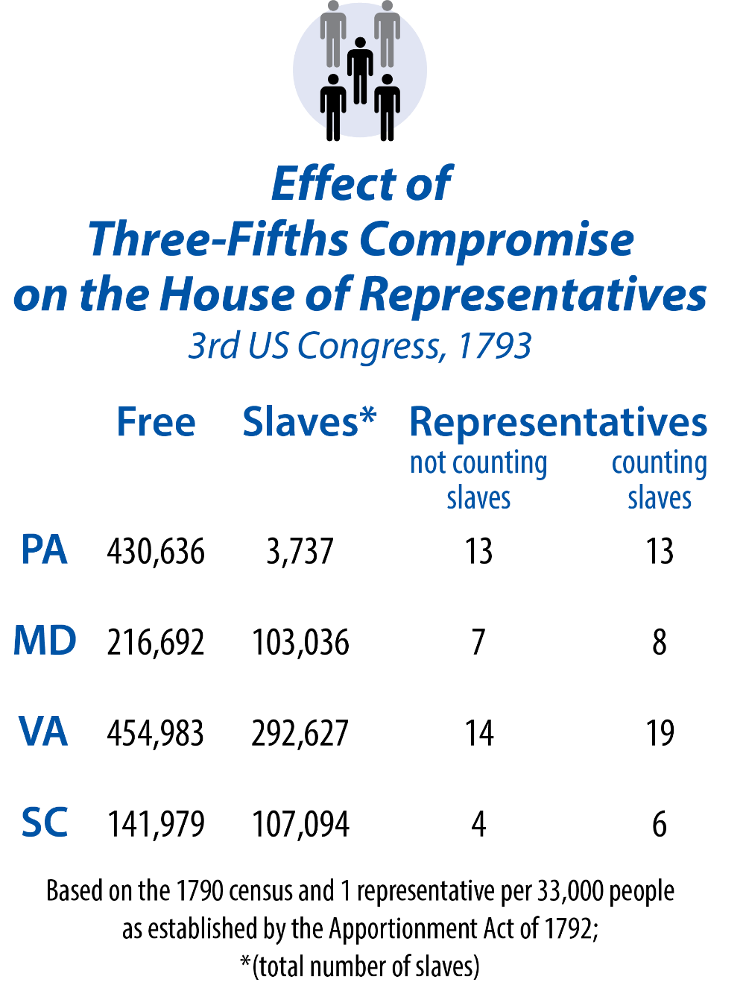 Effect of
Three-Fifths Compromise
on the House of Representatives
3rd US Congress, 1793
Free Slaves* Representatives
not counting slaves counting slaves
PA 430,636 3,737 13 13
MD 216,692 103,036 7 8
VA 454,983 292,627 14 19
SC 141,979 107,094 4 6
Based on the 1790 census and 1 representative per 33,000 people
as established by the Apportionment Act of 1792;
*(total number of slaves)